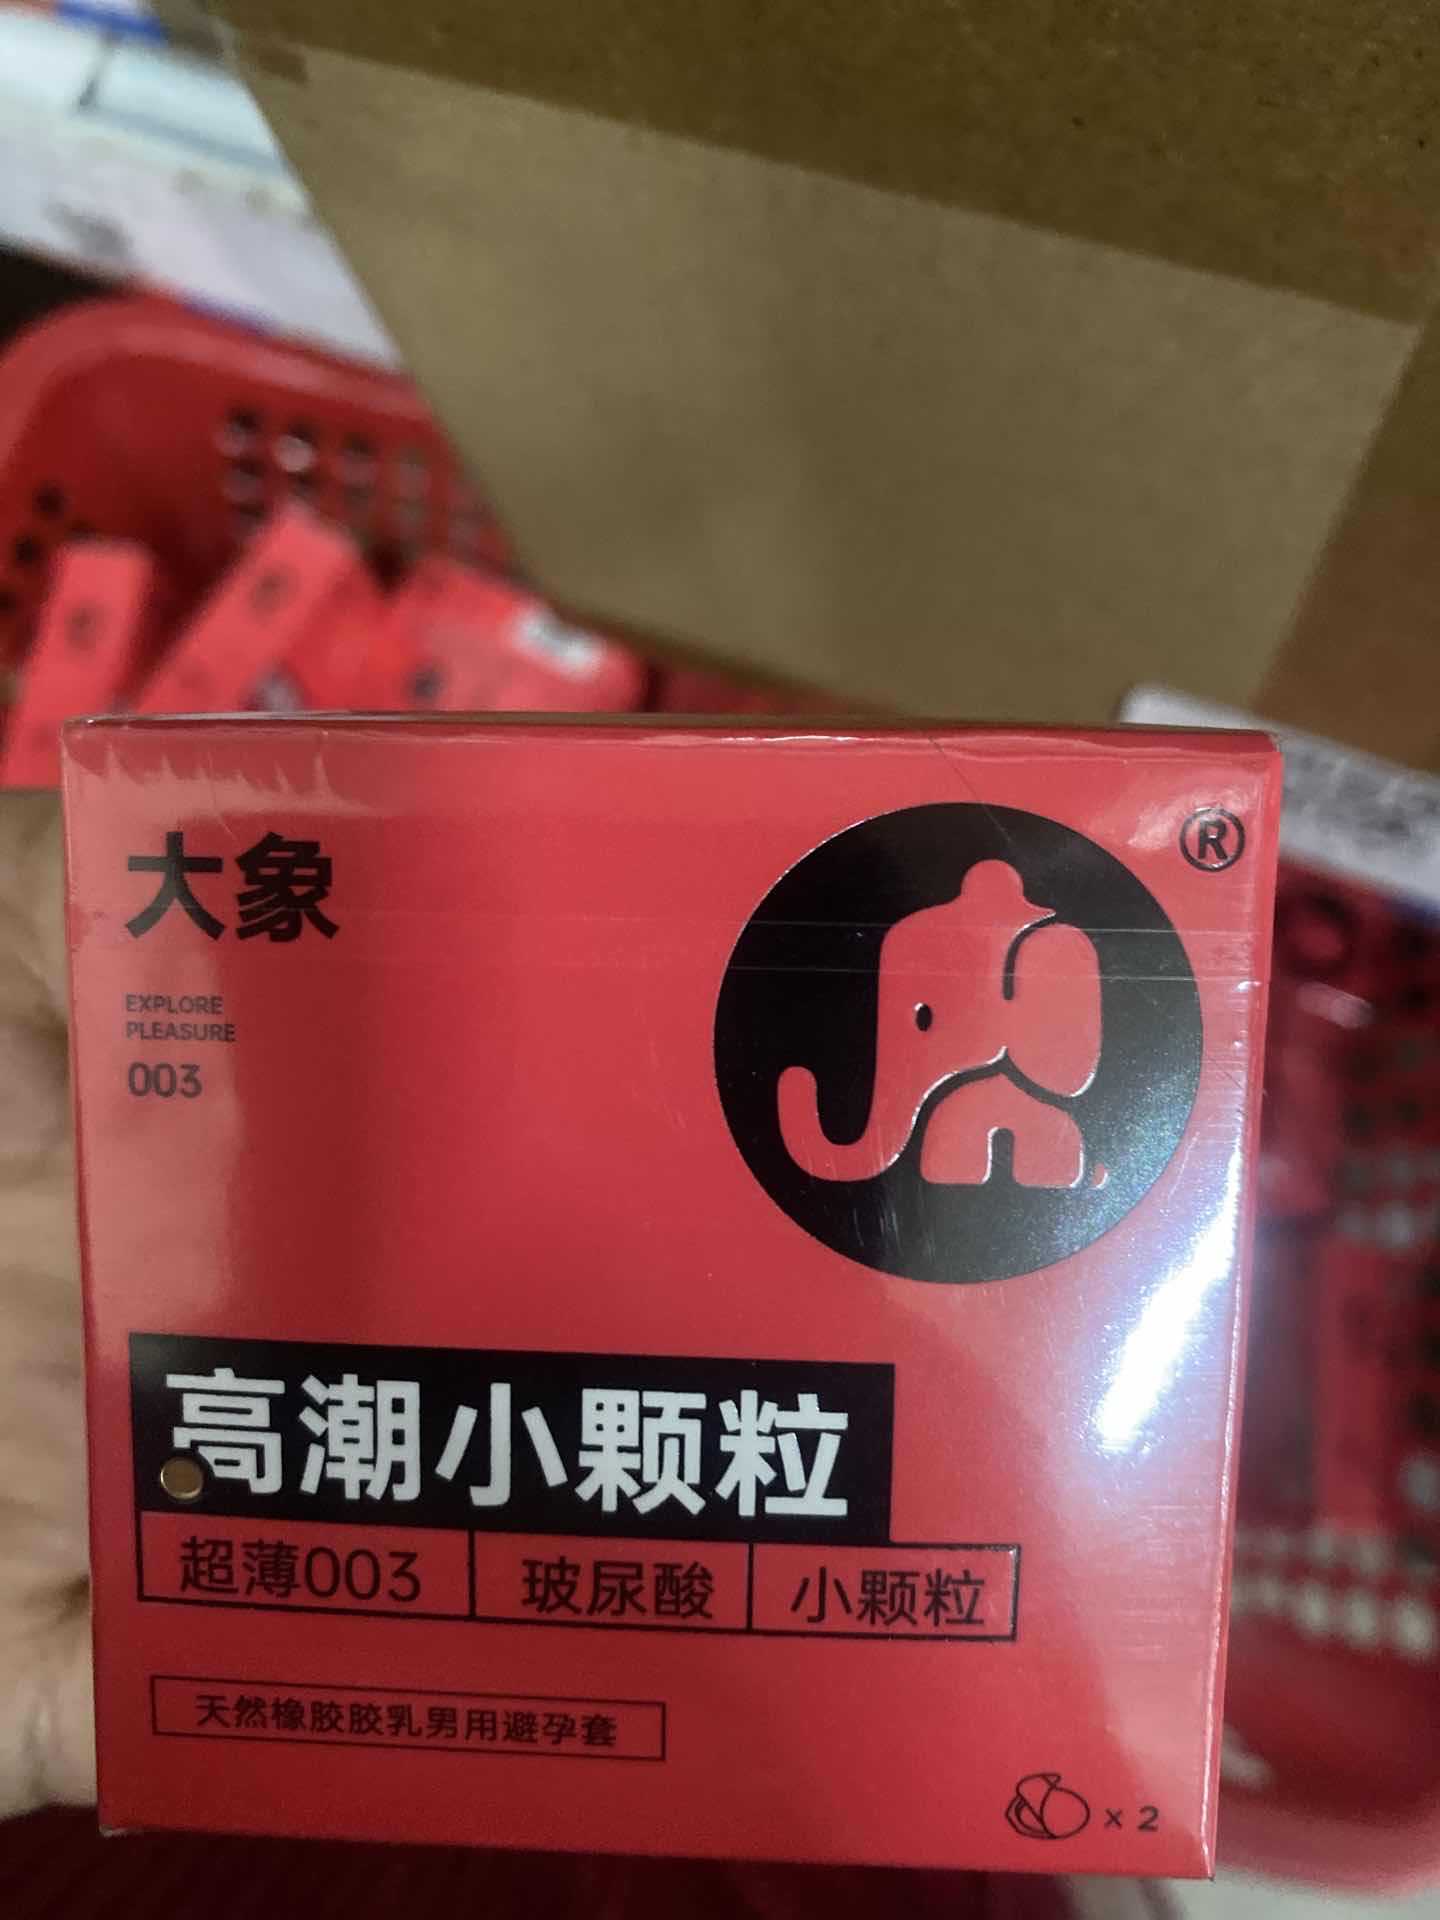 大象
®
EXPLORE
PLEASURE
003
高潮小颗粒
超薄003 玻尿酸 小颗粒
天然橡胶胶乳男用避孕套
x 2